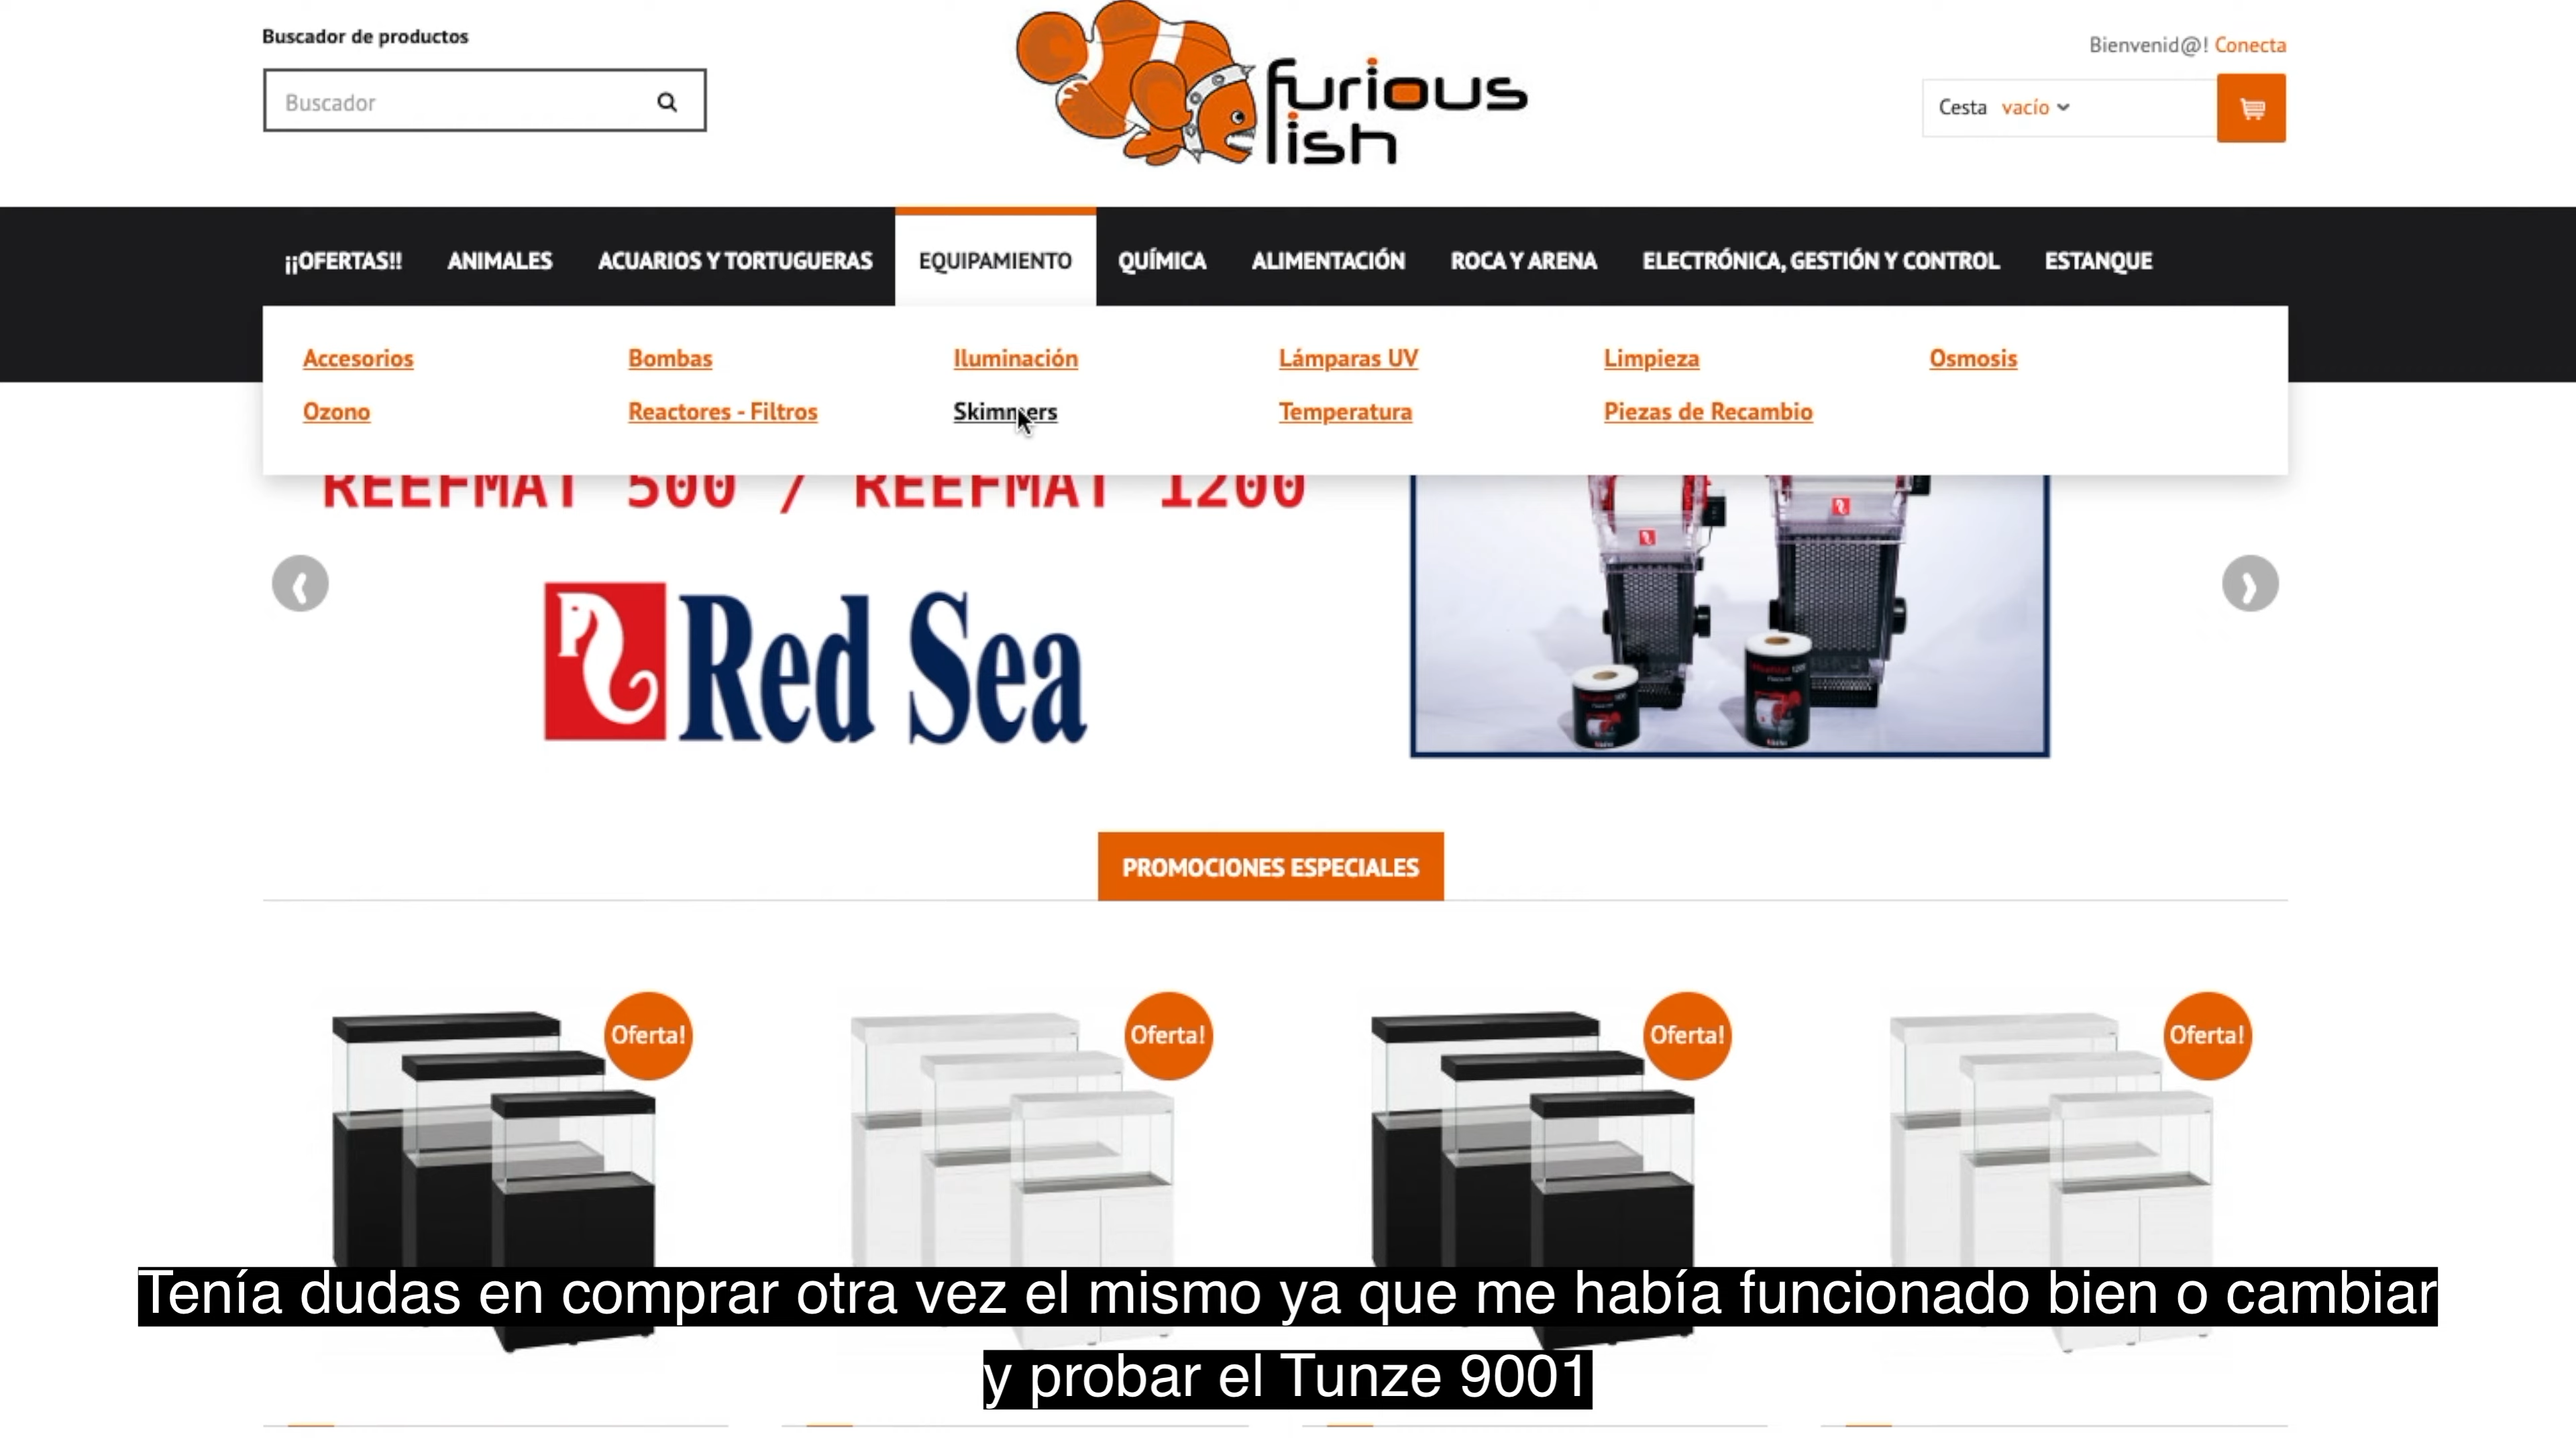 Buscador de productos
Buscador
furious
fish
Bienvenid@! Conecta
Cesta vacío
¡¡OFERTAS!! ANIMALES ACUARIOS Y TORTUGUERAS EQUIPAMIENTO QUÍMICA ALIMENTACIÓN ROCA Y ARENA ELECTRÓNICA, GESTIÓN Y CONTROL ESTANQUE
Accesorios Bombas Iluminación Lámparas UV Limpieza Osmosis
Ozono Reactores - Filtros Skimmers Temperatura Piezas de Recambio
REEFMAT 500 / REEFMAT 1200
Red Sea
PROMOCIONES ESPECIALES
Oferta! Oferta! Oferta! Oferta!
Tenía dudas en comprar otra vez el mismo ya que me había funcionado bien o cambiar
y probar el Tunze 9001